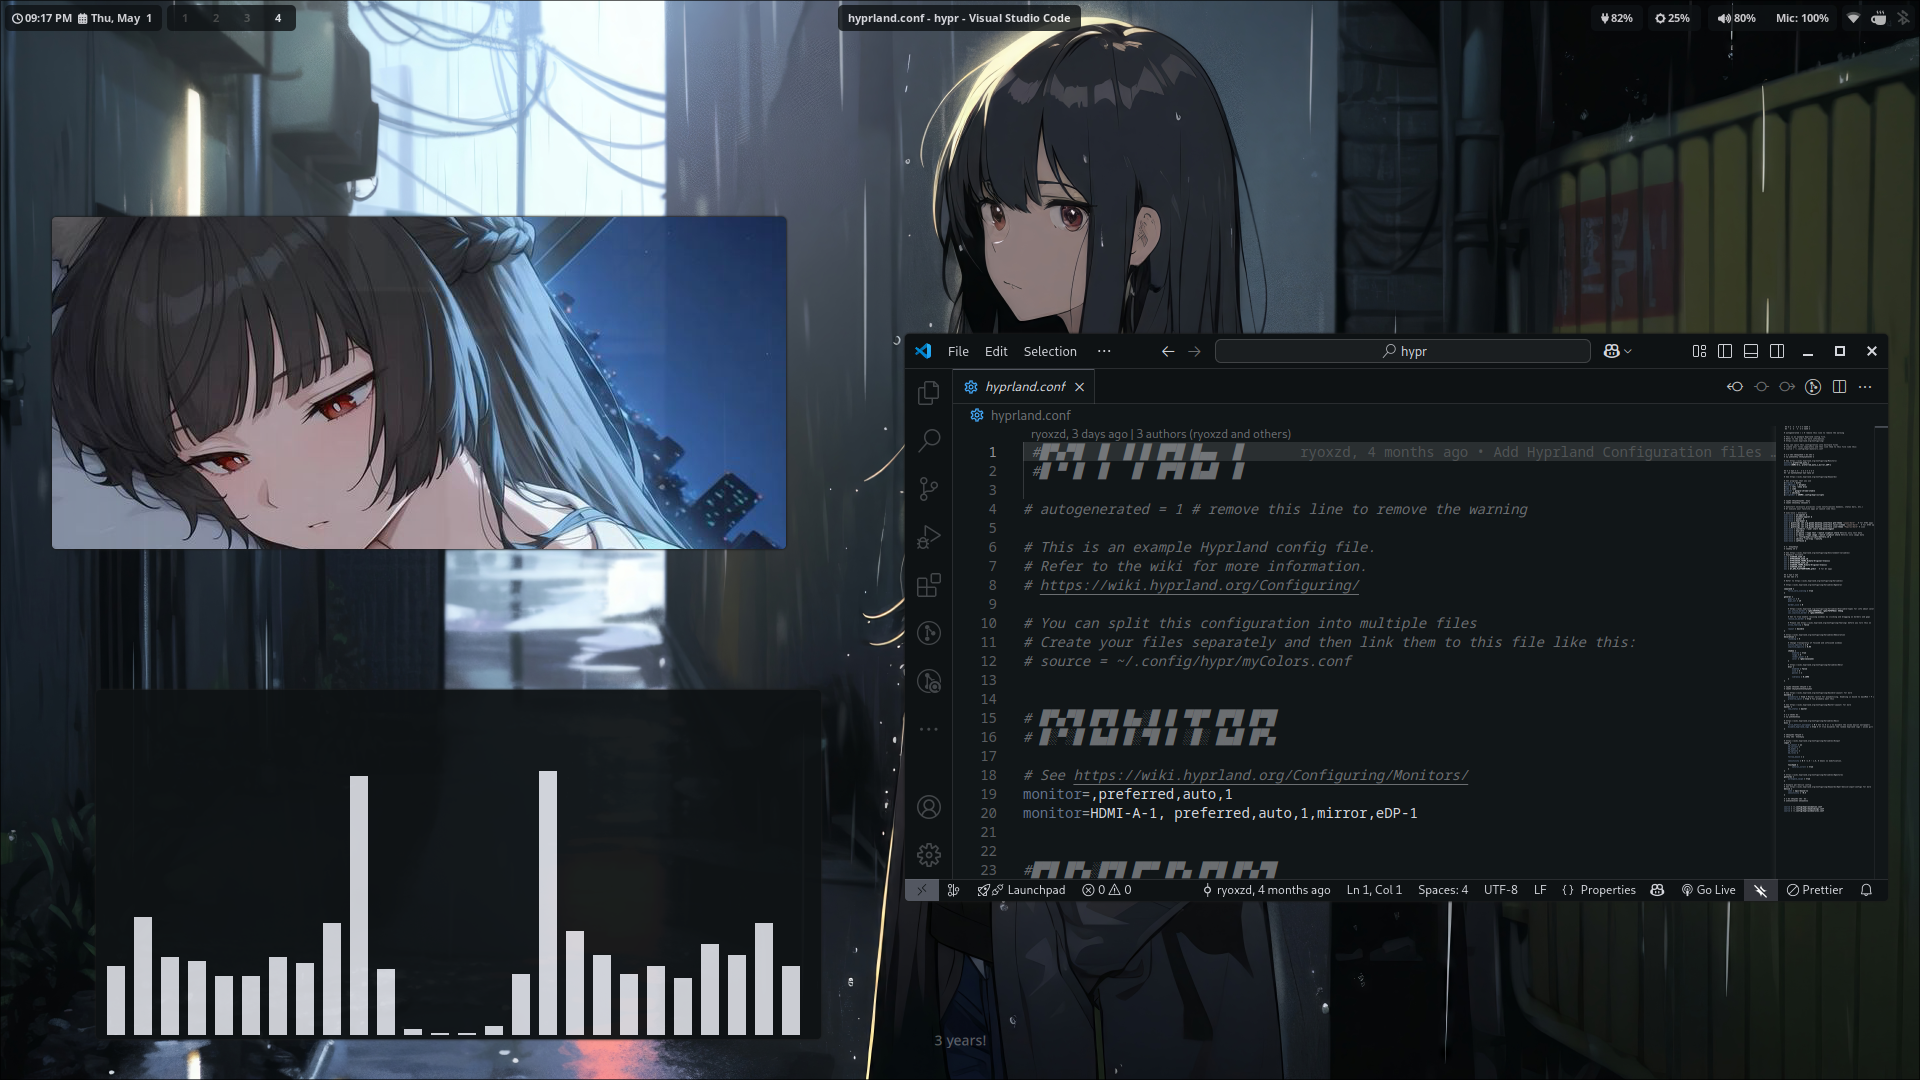 09:17 PM Thu, May 1
1 2 3 4
hyprland.conf - hypr - Visual Studio Code
82% 25% 80% Mic: 100%
File Edit Selection ··· hypr
hyprland.conf
hyprland.conf
ryoxzd, 3 days ago | 3 authors (ryoxzd and others)
1 # ryoxzd, 4 months ago • Add Hyprland Configuration files
2 #
3
4 # autogenerated = 1 # remove this line to remove the warning
5
6 # This is an example Hyprland config file.
7 # Refer to the wiki for more information.
8 # https://wiki.hyprland.org/Configuring/
9
10 # You can split this configuration into multiple files
11 # Create your files separately and then link them to this file like this:
12 # source = ~/.config/hypr/myColors.conf
13
14
15 # MONITOR
16 #
17
18 # See https://wiki.hyprland.org/Configuring/Monitors/
19 monitor=,preferred,auto,1
20 monitor=HDMI-A-1, preferred,auto,1,mirror,eDP-1
21
22
23 #
Launchpad 0 0 ryoxzd, 4 months ago Ln 1, Col 1 Spaces: 4 UTF-8 LF {} Properties Go Live Prettier
3 years!